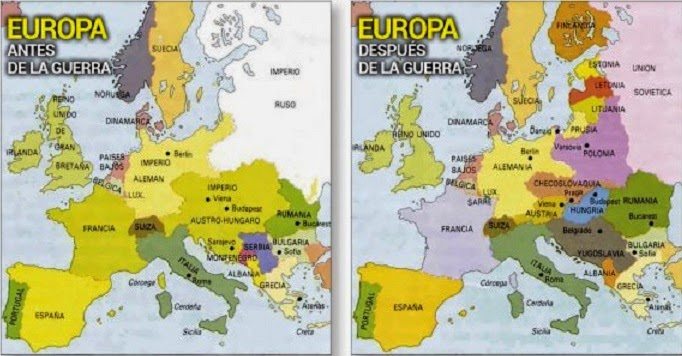 EUROPA
ANTES
DE LA GUERRA
SUECIA
NORUEGA
IMPERIO
RUSO
REINO
UNIDO
DE
GRAN
BRETAÑA
IRLANDA
DINAMARCA
PAISES
BAJOS
BELGICA
LUX.
Berlin
IMPERIO
ALEMAN
IMPERIO
Viena
Budapest
AUSTRO-HUNGARO
FRANCIA
SUIZA
RUMANIA
Bucarest
Sarajevo
SERBIA
MONTENEGRO
BULGARIA
Sofia
ITALIA
Roma
ALBANIA
GRECIA
Atenas
Córcega
Cerdeña
Sicilia
Creta
PORTUGAL
ESPAÑA
EUROPA
DESPUÉS
DE LA GUERRA
FINLANDIA
NORUEGA
SUECIA
ESTONIA
LETONIA
LITUANIA
UNION
SOVIETICA
DINAMARCA
IRLANDA
REINO UNIDO
PAISES
BAJOS
BELGICA
LUX.
SARRE
Danzig
PRUSIA
Varsovia
POLONIA
Berlin
ALEMANIA
CHECOSLOVAQUIA
Praga
Viena
AUSTRIA
Budapest
HUNGRIA
RUMANIA
Bucarest
FRANCIA
SUIZA
Belgrado
YUGOSLAVIA
BULGARIA
Sofia
ITALIA
Roma
ALBANIA
GRECIA
Atenas
Córcega
Cerdeña
Sicilia
Creta
PORTUGAL
ESPAÑA